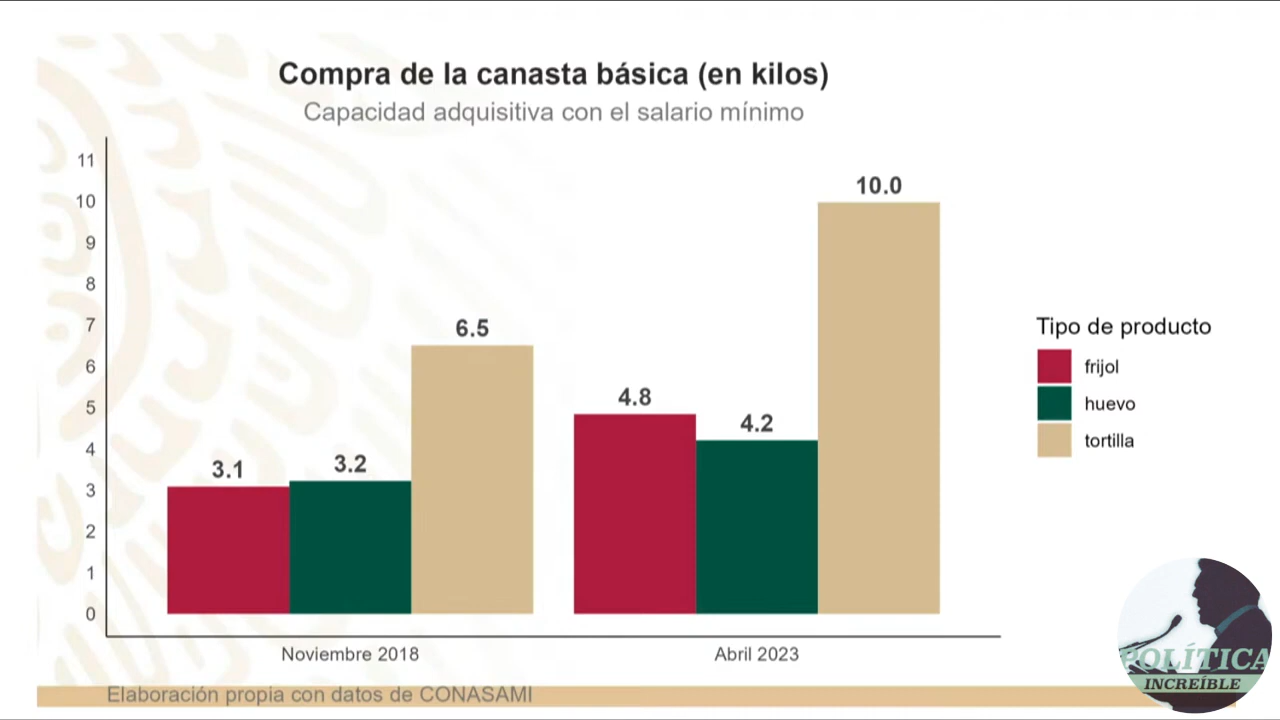 Compra de la canasta básica (en kilos)
Capacidad adquisitiva con el salario mínimo
11
10
9
8
7
6
5
4
3
2
1
0
3.1
3.2
6.5
4.8
4.2
10.0
Noviembre 2018
Abril 2023
Tipo de producto
frijol
huevo
tortilla
Elaboración propia con datos de CONASAMI
POLÍTICA
INCREÍBLE